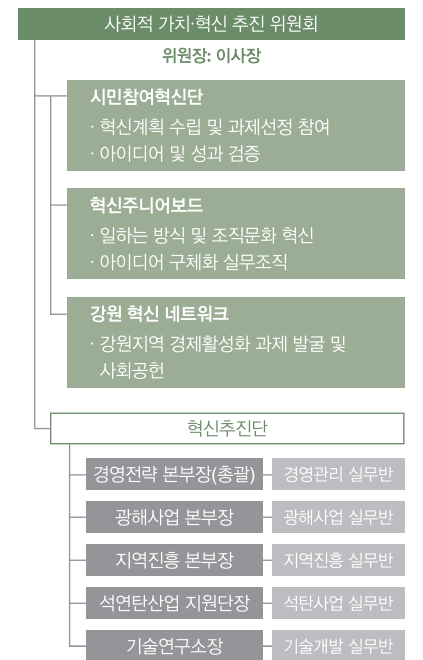 사회적 가치·혁신 추진 위원회
위원장: 이사장
시민참여혁신단
· 혁신계획 수립 및 과제선정 참여
· 아이디어 및 성과 검증
혁신주니어보드
· 일하는 방식 및 조직문화 혁신
· 아이디어 구체화 실무조직
강원 혁신 네트워크
· 강원지역 경제활성화 과제 발굴 및
사회공헌
혁신추진단
경영전략 본부장(총괄) 경영관리 실무반
광해사업 본부장 광해사업 실무반
지역진흥 본부장 지역진흥 실무반
석연탄산업 지원단장 석탄사업 실무반
기술연구소장 기술개발 실무반